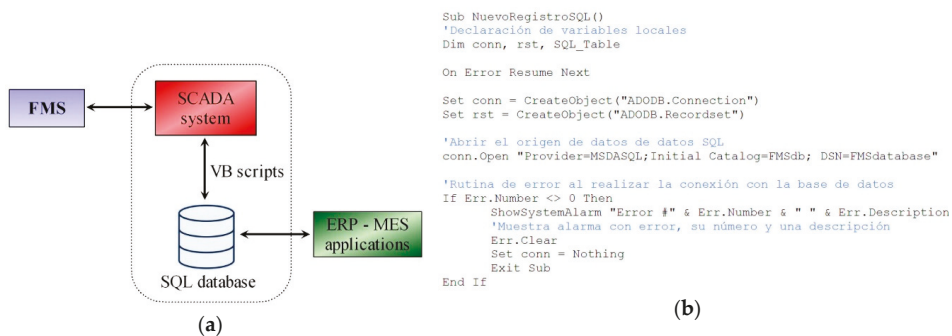 FMS
SCADA
system
VB scripts
SQL database
ERP - MES
applications
(a)
Sub NuevoRegistroSQL()
'Declaración de variables locales
Dim conn, rst, SQL_Table
On Error Resume Next
Set conn = CreateObject("ADODB.Connection")
Set rst = CreateObject("ADODB.Recordset")
'Abrir el origen de datos de datos SQL
conn.Open "Provider=MSDASQL;Initial Catalog=FMSdb; DSN=FMSdatabase"
'Rutina de error al realizar la conexión con la base de datos
If Err.Number <> 0 Then
ShowSystemAlarm "Error #" & Err.Number & " " & Err.Description
'Muestra alarma con error, su número y una descripción
Err.Clear
Set conn = Nothing
Exit Sub
End If
(b)